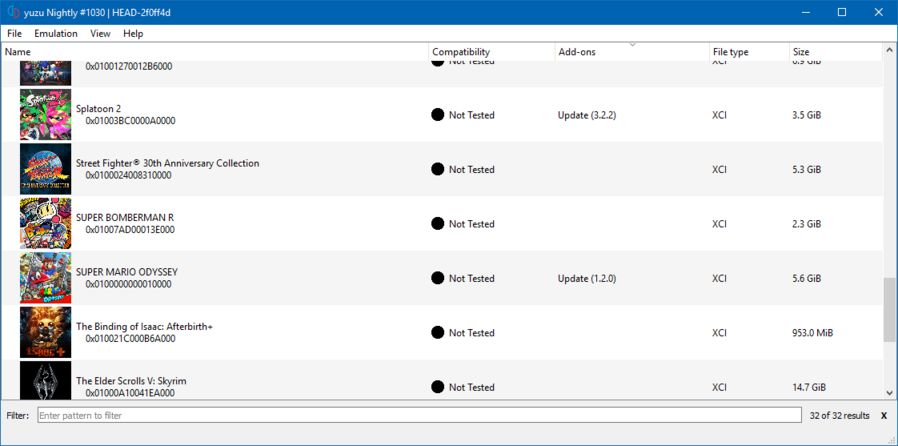 yuzu Nightly #1030 | HEAD-2f0ff4d
File Emulation View Help
Name Compatibility Add-ons File type Size
0x01001270012B6000 Not Tested XCI 6.9 GiB
Splatoon 2
0x01003BC0000A0000 Not Tested Update (3.2.2) XCI 3.5 GiB
Street Fighter® 30th Anniversary Collection
0x0100024008310000 Not Tested XCI 5.3 GiB
SUPER BOMBERMAN R
0x01007AD00013E000 Not Tested XCI 2.3 GiB
SUPER MARIO ODYSSEY
0x0100000000010000 Not Tested Update (1.2.0) XCI 5.6 GiB
The Binding of Isaac: Afterbirth+
0x010021C000B6A000 Not Tested XCI 953.0 MiB
The Elder Scrolls V: Skyrim
0x01000A10041EA000 Not Tested XCI 14.7 GiB
Filter: Enter pattern to filter 32 of 32 results X